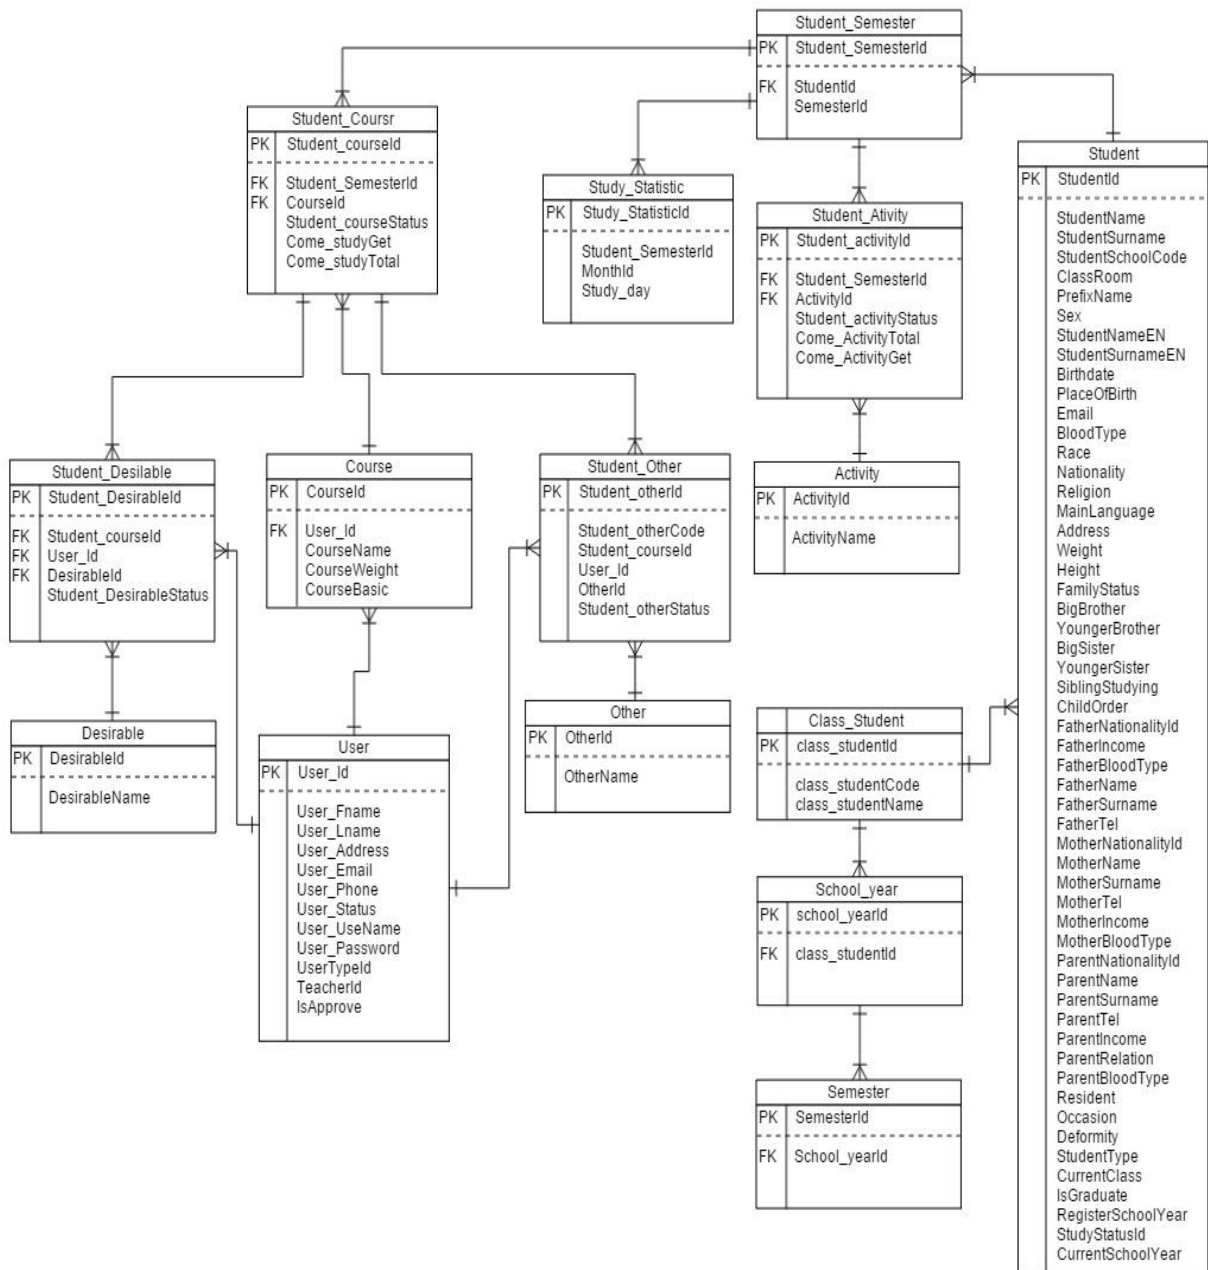 Student_Semester
PK Student_SemesterId
FK StudentId
SemesterId
Student_Coursr
PK Student_courseId
FK Student_SemesterId
FK CourseId
Student_courseStatus
Come_studyGet
Come_studyTotal
Study_Statistic
PK Study_StatisticId
Student_SemesterId
MonthId
Study_day
Student_Ativity
PK Student_activityId
FK Student_SemesterId
FK ActivityId
Student_activityStatus
Come_ActivityTotal
Come_ActivityGet
Student
PK StudentId
StudentName
StudentSurname
StudentSchoolCode
ClassRoom
PrefixName
Sex
StudentNameEN
StudentSurnameEN
Birthdate
PlaceOfBirth
Email
BloodType
Race
Nationality
Religion
MainLanguage
Address
Weight
Height
FamilyStatus
BigBrother
YoungerBrother
BigSister
YoungerSister
SiblingStudying
ChildOrder
FatherNationalityId
FatherIncome
FatherBloodType
FatherName
FatherSurname
FatherTel
MotherNationalityId
MotherName
MotherSurname
MotherTel
MotherIncome
MotherBloodType
ParentNationalityId
ParentName
ParentSurname
ParentTel
ParentIncome
ParentRelation
ParentBloodType
Resident
Occasion
Deformity
StudentType
CurrentClass
IsGraduate
RegisterSchoolYear
StudyStatusId
CurrentSchoolYear
Student_Desilable
PK Student_DesirableId
FK Student_courseId
FK User_Id
FK DesirableId
Student_DesirableStatus
Course
PK CourseId
FK User_Id
CourseName
CourseWeight
CourseBasic
Student_Other
PK Student_otherId
Student_otherCode
Student_courseId
User_Id
OtherId
Student_otherStatus
Activity
PK ActivityId
ActivityName
Desirable
PK DesirableId
DesirableName
User
PK User_Id
User_Fname
User_Lname
User_Address
User_Email
User_Phone
User_Status
User_UseName
User_Password
UserTypeId
TeacherId
IsApprove
Other
PK OtherId
OtherName
Class_Student
PK class_studentId
class_studentCode
class_studentName
School_year
PK school_yearId
FK class_studentId
Semester
PK SemesterId
FK School_yearId